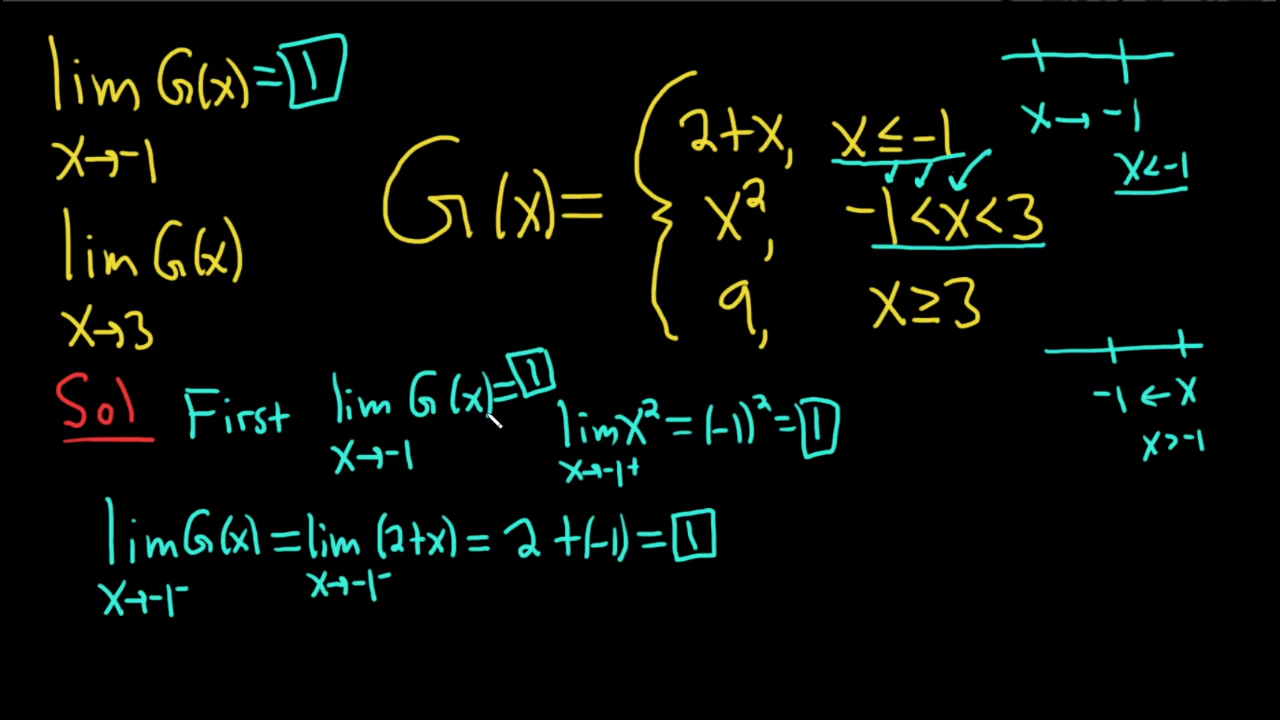 lim G(x) = 1
x→-1
lim G(x)
x→3
G(x) = { 2+x, x ≤ -1
x², -1 < x < 3
9, x ≥ 3
x → -1
x < -1
-1 ← x
x > -1
Sol First lim G(x) = 1
x→-1
lim x² = (-1)² = 1
x→-1+
lim G(x) = lim (2+x) = 2 + (-1) = 1
x→-1⁻ x→-1⁻